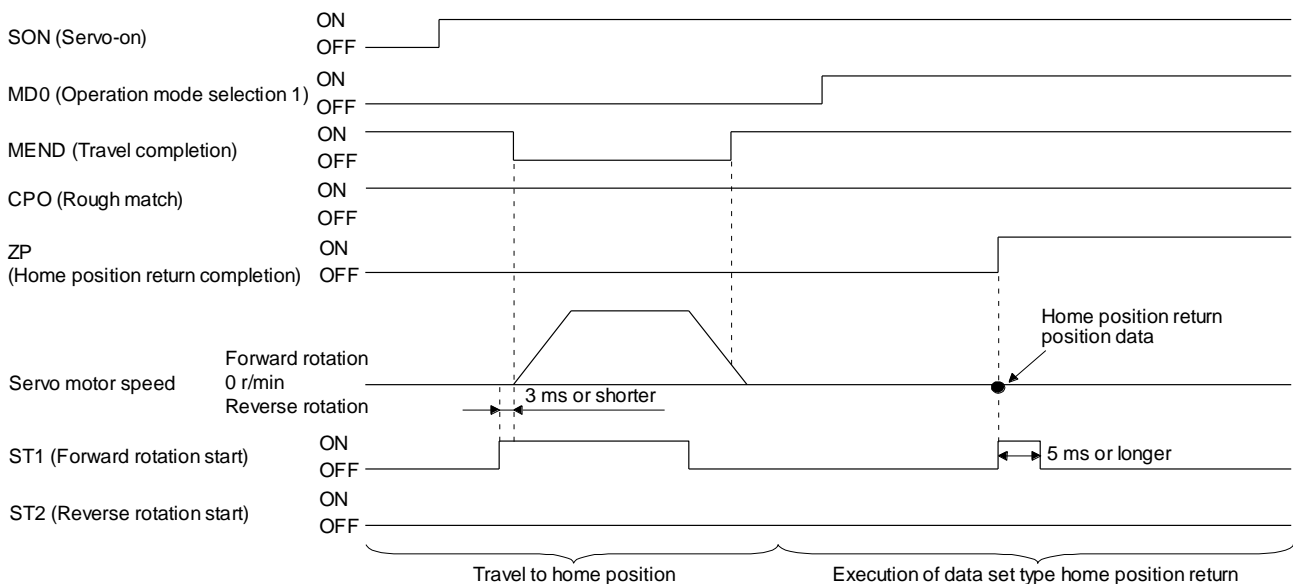 ON
SON (Servo-on)
OFF
ON
MD0 (Operation mode selection 1)
OFF
ON
MEND (Travel completion)
OFF
ON
CPO (Rough match)
OFF
ON
ZP
(Home position return completion)
OFF
Home position return
position data
Forward rotation
Servo motor speed
0 r/min
Reverse rotation
3 ms or shorter
ON
ST1 (Forward rotation start)
OFF
5 ms or longer
ON
ST2 (Reverse rotation start)
OFF
Travel to home position
Execution of data set type home position return